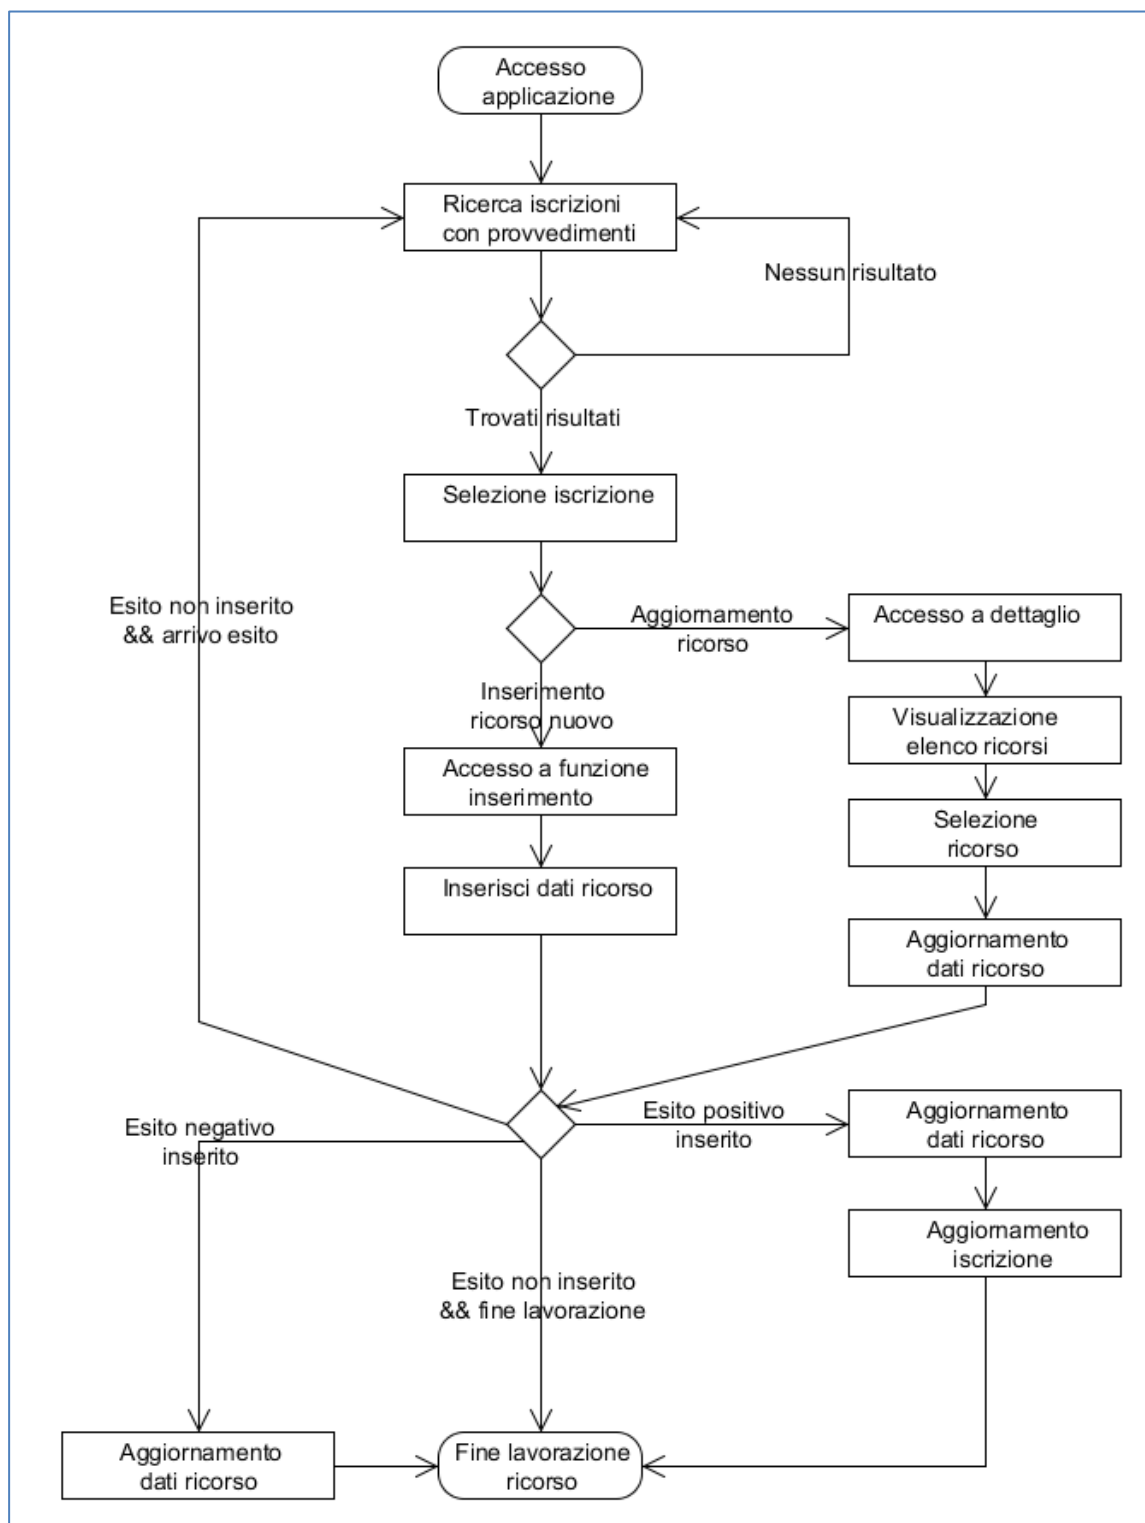 Accesso
applicazione
Ricerca iscrizioni
con provvedimenti
Nessun risultato
Trovati risultati
Selezione iscrizione
Esito non inserito
&& arrivo esito
Aggiornamento
ricorso
Accesso a dettaglio
Inserimento
ricorso nuovo
Visualizzazione
elenco ricorsi
Accesso a funzione
inserimento
Selezione
ricorso
Inserisci dati ricorso
Aggiornamento
dati ricorso
Esito negativo
inserito
Esito positivo
inserito
Aggiornamento
dati ricorso
Aggiornamento
iscrizione
Esito non inserito
&& fine lavorazione
Aggiornamento
dati ricorso
Fine lavorazione
ricorso